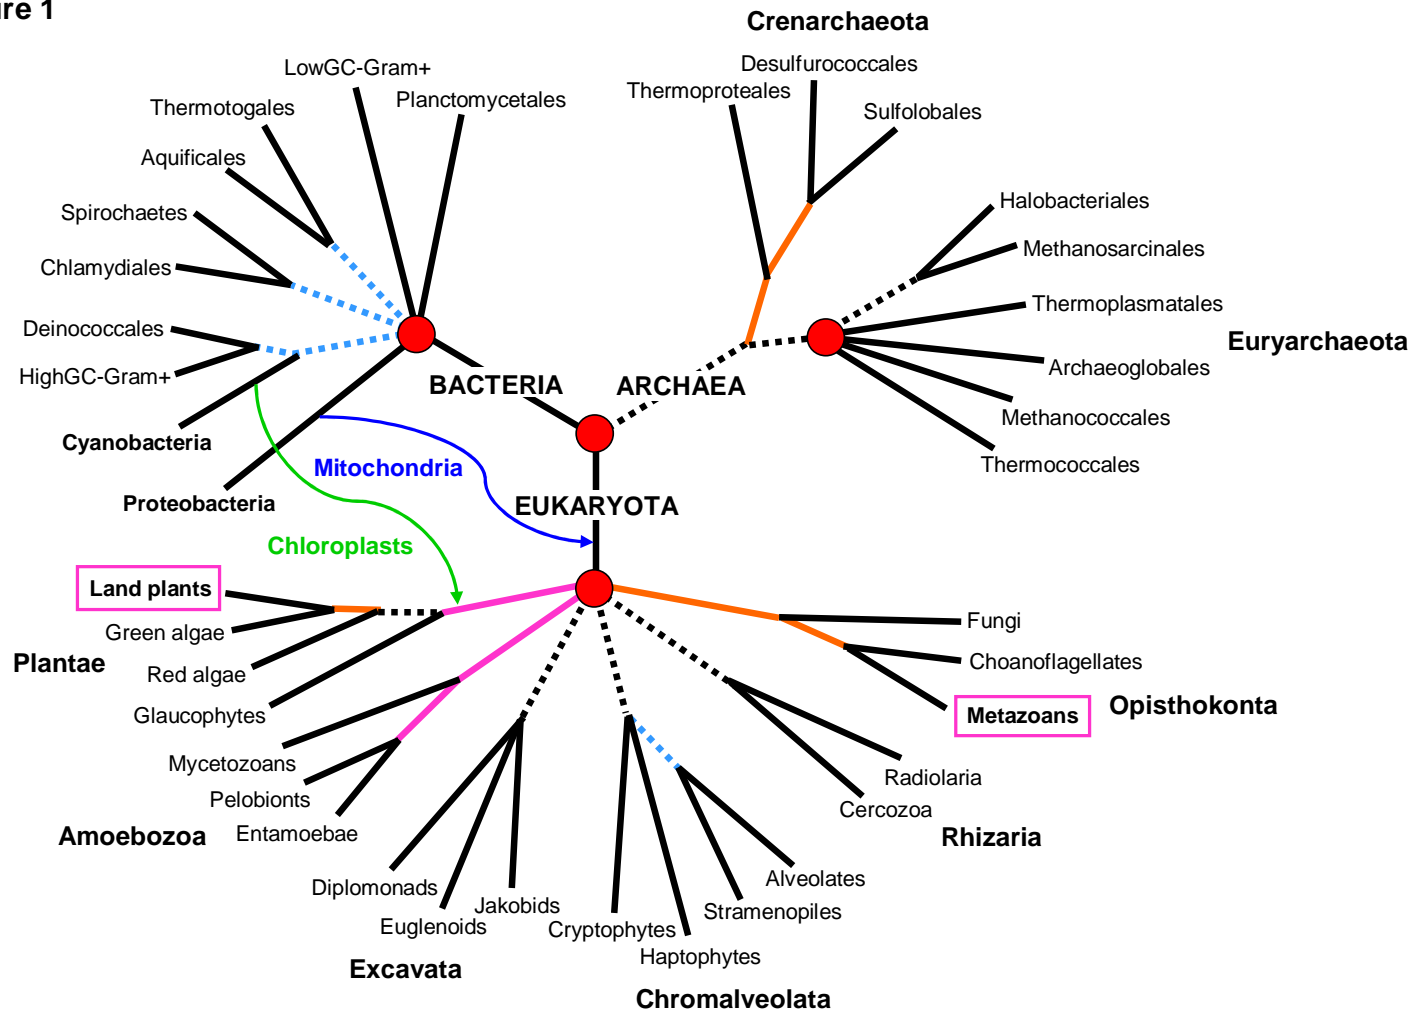 ure 1
Crenarchaeota
LowGC-Gram+
Desulfurococcales
Thermotogales
Planctomycetales
Thermoproteales
Sulfolobales
Aquificales
Spirochaetes
Halobacteriales
Chlamydiales
Methanosarcinales
Deinococcales
Thermoplasmatales
Euryarchaeota
HighGC-Gram+
BACTERIA
ARCHAEA
Archaeoglobales
Cyanobacteria
Methanococcales
Mitochondria
Thermococcales
Proteobacteria
EUKARYOTA
Chloroplasts
Land plants
Green algae
Fungi
Plantae
Red algae
Choanoflagellates
Glaucophytes
Metazoans
Opisthokonta
Mycetozoans
Radiolaria
Pelobionts
Cercozoa
Amoebozoa
Entamoebae
Rhizaria
Diplomonads
Alveolates
Jakobids
Stramenopiles
Euglenoids
Cryptophytes
Haptophytes
Excavata
Chromalveolata